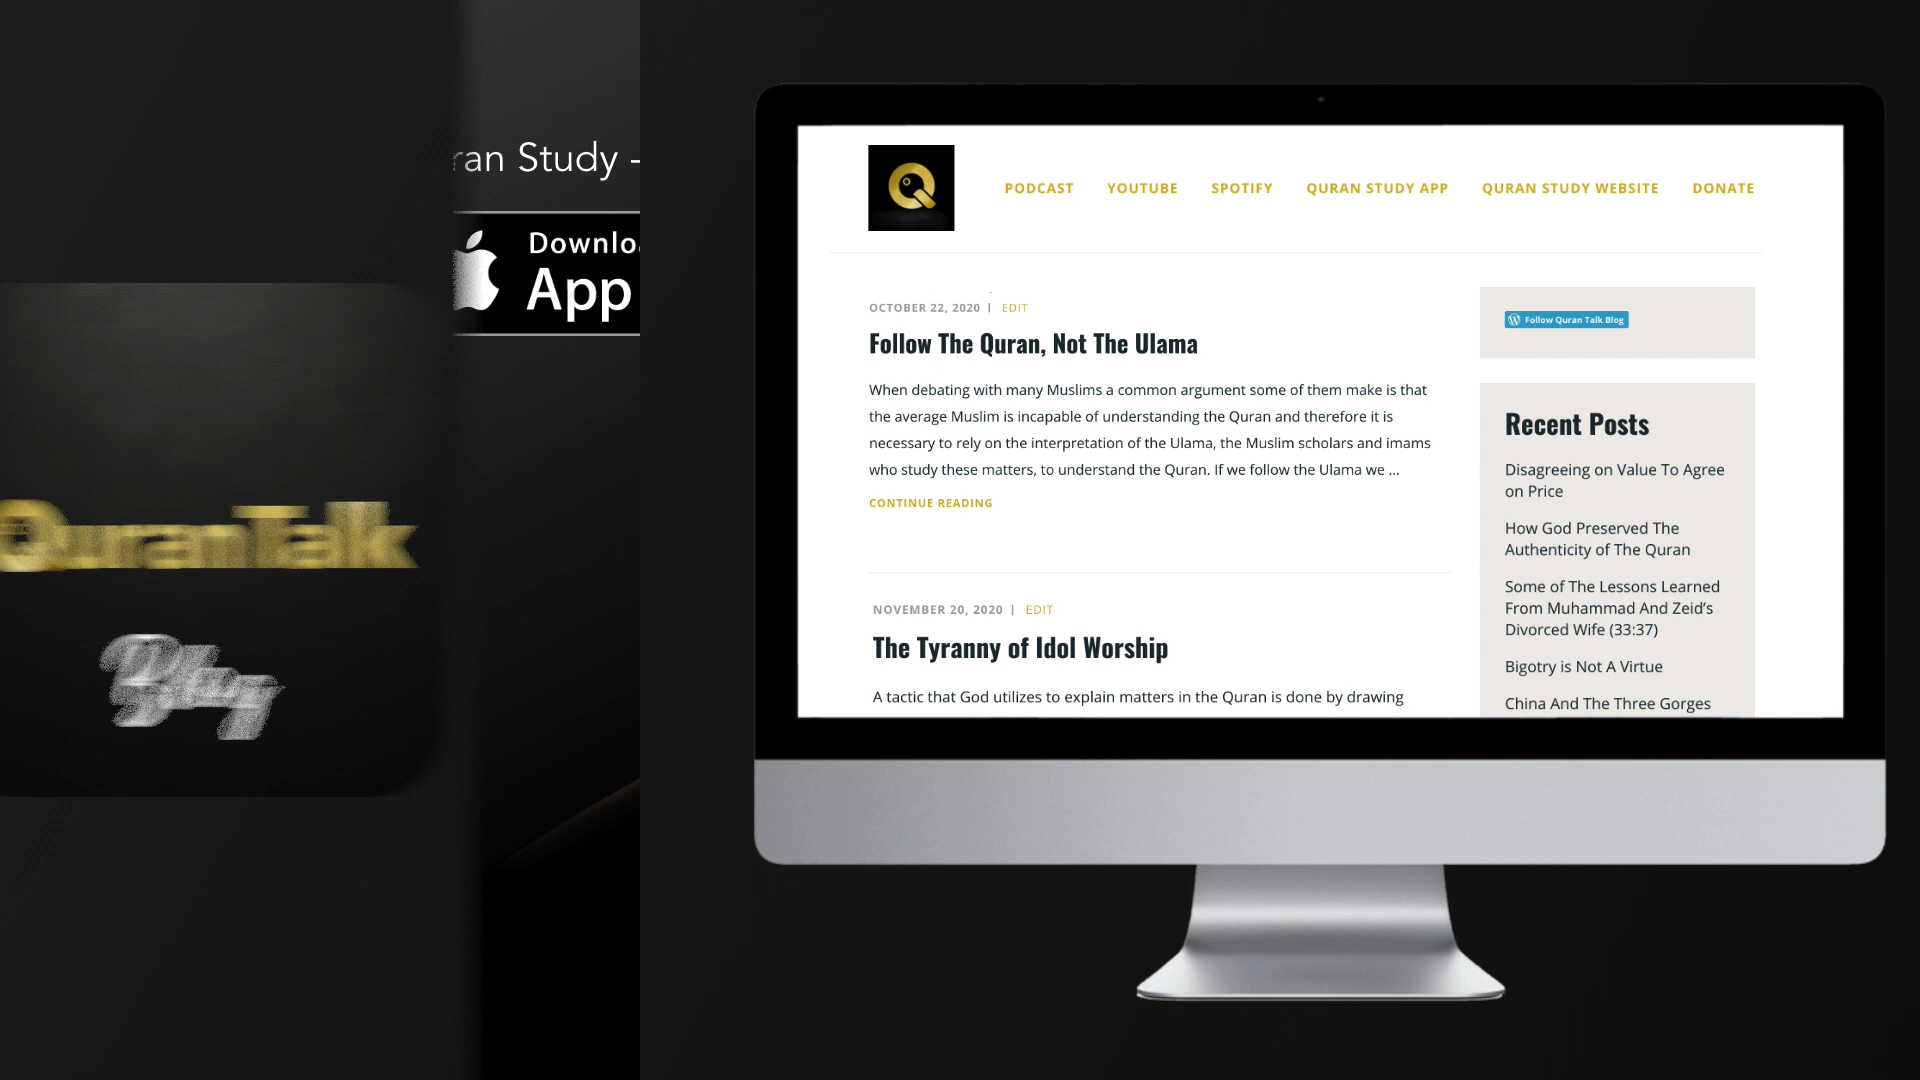 ran Study -
Downlo
App
QuranTalk
Blog
PODCAST YOUTUBE SPOTIFY QURAN STUDY APP QURAN STUDY WEBSITE DONATE
OCTOBER 22, 2020 | EDIT
Follow The Quran, Not The Ulama
When debating with many Muslims a common argument some of them make is that
the average Muslim is incapable of understanding the Quran and therefore it is
necessary to rely on the interpretation of the Ulama, the Muslim scholars and imams
who study these matters, to understand the Quran. If we follow the Ulama we ...
CONTINUE READING
NOVEMBER 20, 2020 | EDIT
The Tyranny of Idol Worship
A tactic that God utilizes to explain matters in the Quran is done by drawing
Follow Quran Talk Blog
Recent Posts
Disagreeing on Value To Agree
on Price
How God Preserved The
Authenticity of The Quran
Some of The Lessons Learned
From Muhammad And Zeid’s
Divorced Wife (33:37)
Bigotry is Not A Virtue
China And The Three Gorges